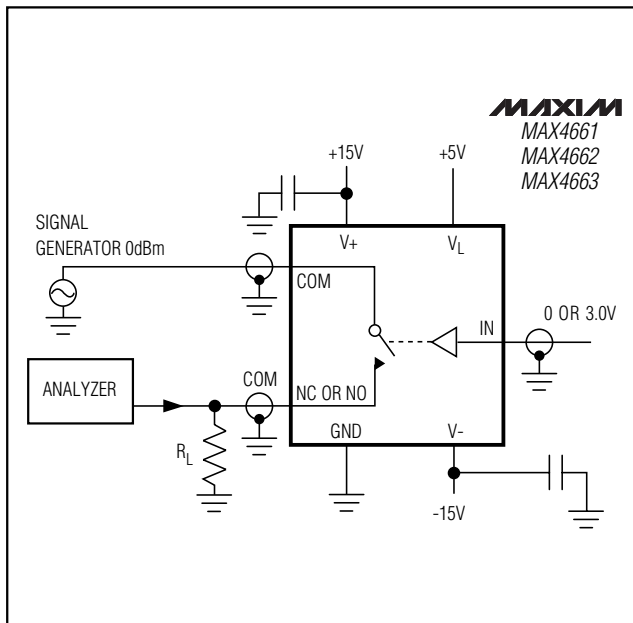 MAXIM
MAX4661
MAX4662
MAX4663
+15V
+5V
SIGNAL
GENERATOR 0dBm
V+
VL
COM
0 OR 3.0V
IN
COM
ANALYZER
NC OR NO
RL
GND
V-
-15V